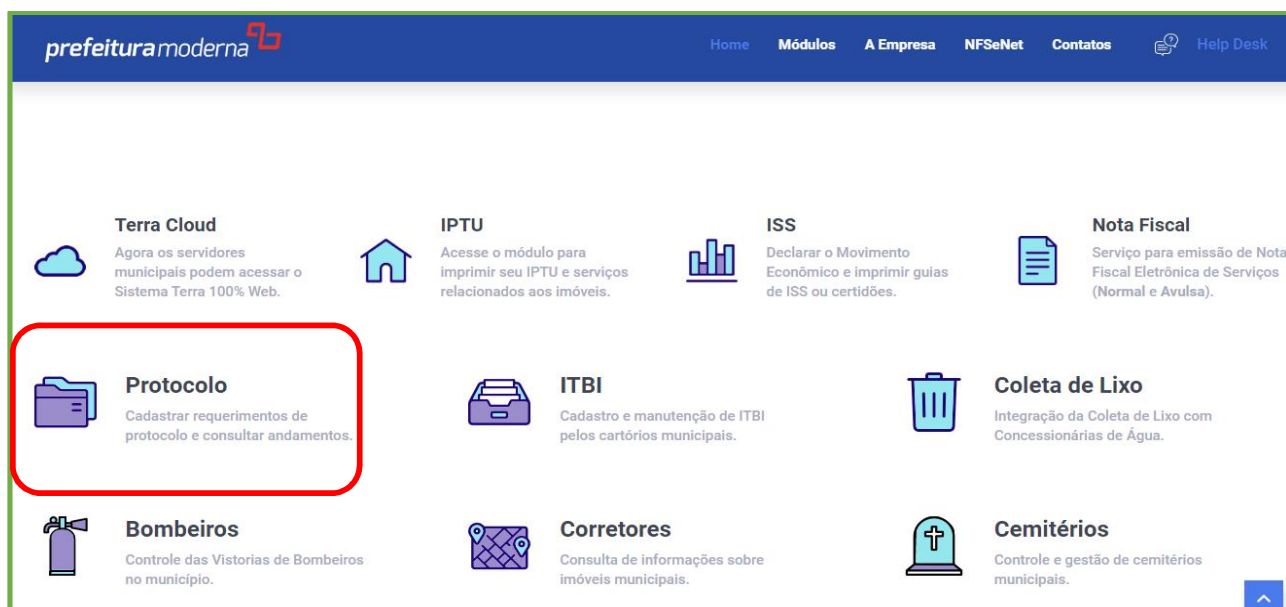 prefeituramoderna
Home Módulos A Empresa NFSeNet Contatos Help Desk
Terra Cloud
Agora os servidores
municipais podem acessar o
Sistema Terra 100% Web.
IPTU
Acesse o módulo para
imprimir seu IPTU e serviços
relacionados aos imóveis.
ISS
Declarar o Movimento
Econômico e imprimir guias
de ISS ou certidões.
Nota Fiscal
Serviço para emissão de Nota
Fiscal Eletrônica de Serviços
(Normal e Avulsa).
Protocolo
Cadastrar requerimentos de
protocolo e consultar andamentos.
ITBI
Cadastro e manutenção de ITBI
pelos cartórios municipais.
Coleta de Lixo
Integração da Coleta de Lixo com
Concessionárias de Água.
Bombeiros
Controle das Vistorias de Bombeiros
no município.
Corretores
Consulta de informações sobre
imóveis municipais.
Cemitérios
Controle e gestão de cemitérios
municipais.